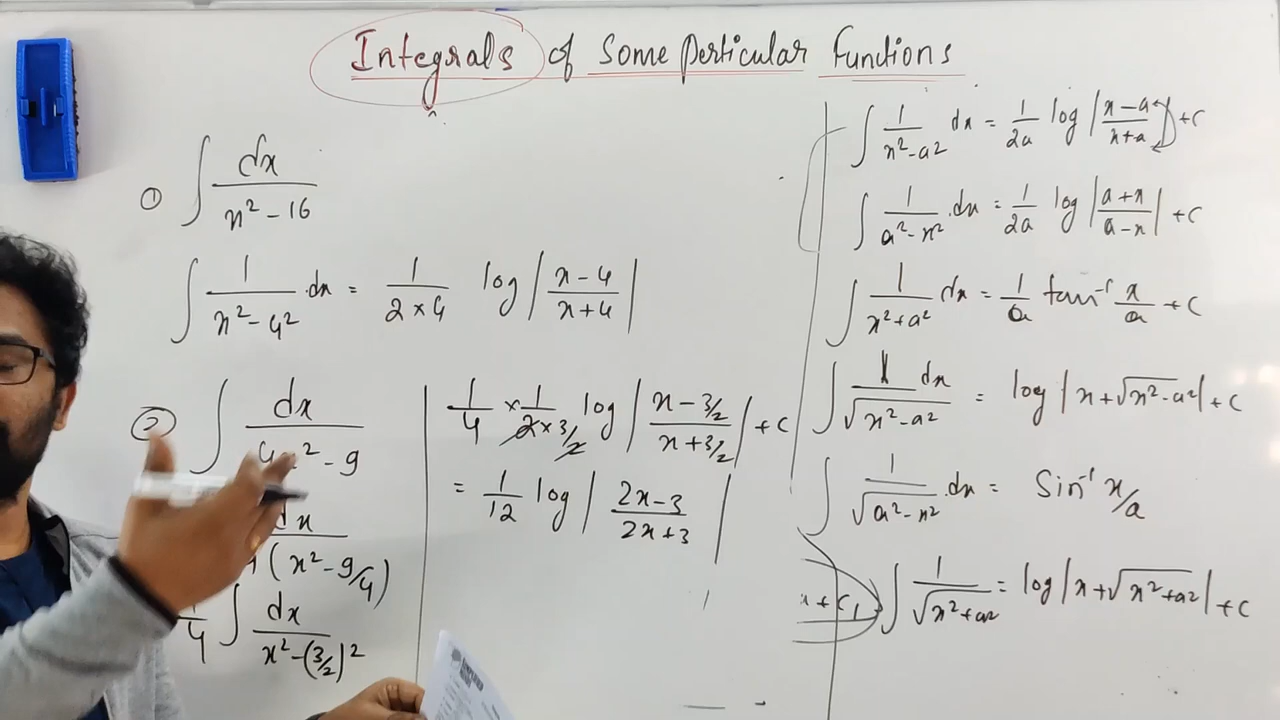 Integrals of Some Perticular Functions
① ∫ dx / x² - 16
∫ 1 / x² - 4² .dx = 1 / 2×4 log |x-4 / x+4|
② ∫ dx / 4x² - 9
dx / (x² - 9/4)
1/4 ∫ dx / x² - (3/2)²
1/4 × 1 / 2×3/2 log |x - 3/2 / x + 3/2| + c
= 1/12 log |2x-3 / 2x+3|
∫ 1 / x²-a² dx = 1/2a log |x-a / x+a| + c
∫ 1 / a²-x² .dx = 1/2a log |a+x / a-x| + c
∫ 1 / x²+a² dx = 1/a tan⁻¹ x/a + c
∫ 1 / √x²-a² dx = log |x+√x²-a²| + c
∫ 1 / √a²-x² .dx = Sin⁻¹ x/a
+ c,
∫ 1 / √x²+a² = log |x+√x²+a²| + c